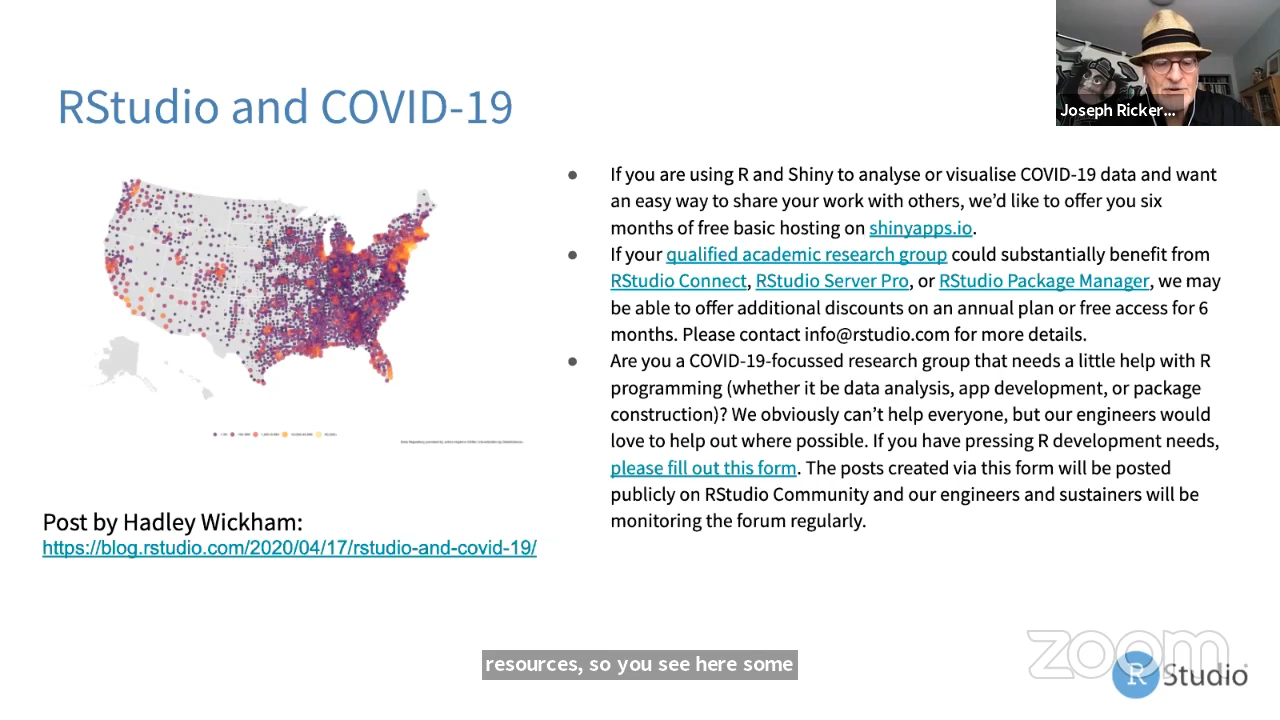 Joseph Ricker...
RStudio and COVID-19
If you are using R and Shiny to analyse or visualise COVID-19 data and want
an easy way to share your work with others, we'd like to offer you six
months of free basic hosting on shinyapps.io.
If your qualified academic research group could substantially benefit from
RStudio Connect, RStudio Server Pro, or RStudio Package Manager, we may
be able to offer additional discounts on an annual plan or free access for 6
months. Please contact info@rstudio.com for more details.
Are you a COVID-19-focussed research group that needs a little help with R
programming (whether it be data analysis, app development, or package
construction)? We obviously can't help everyone, but our engineers would
love to help out where possible. If you have pressing R development needs,
please fill out this form. The posts created via this form will be posted
publicly on RStudio Community and our engineers and sustainers will be
monitoring the forum regularly.
Post by Hadley Wickham:
https://blog.rstudio.com/2020/04/17/rstudio-and-covid-19/
resources, so you see here some
zoom
R Studio